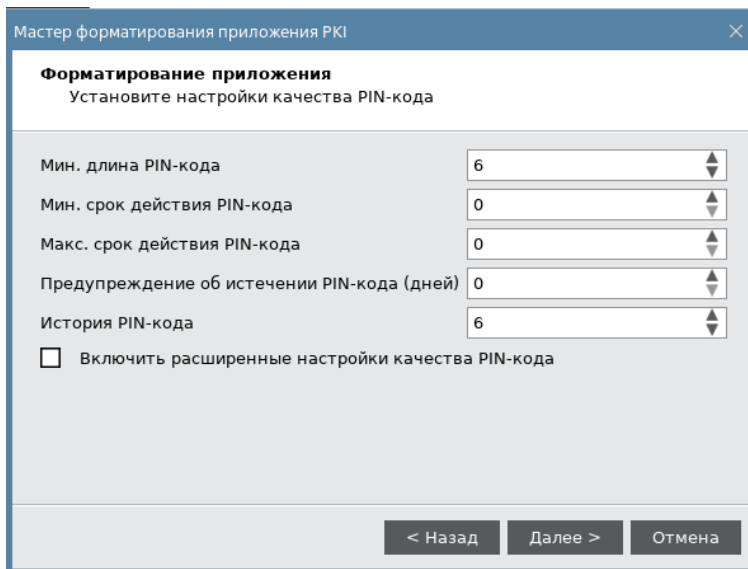 Мастер форматирования приложения PKI
Форматирование приложения
Установите настройки качества PIN-кода
Мин. длина PIN-кода 6
Мин. срок действия PIN-кода 0
Макс. срок действия PIN-кода 0
Предупреждение об истечении PIN-кода (дней) 0
История PIN-кода 6
Включить расширенные настройки качества PIN-кода
< Назад Далее > Отмена